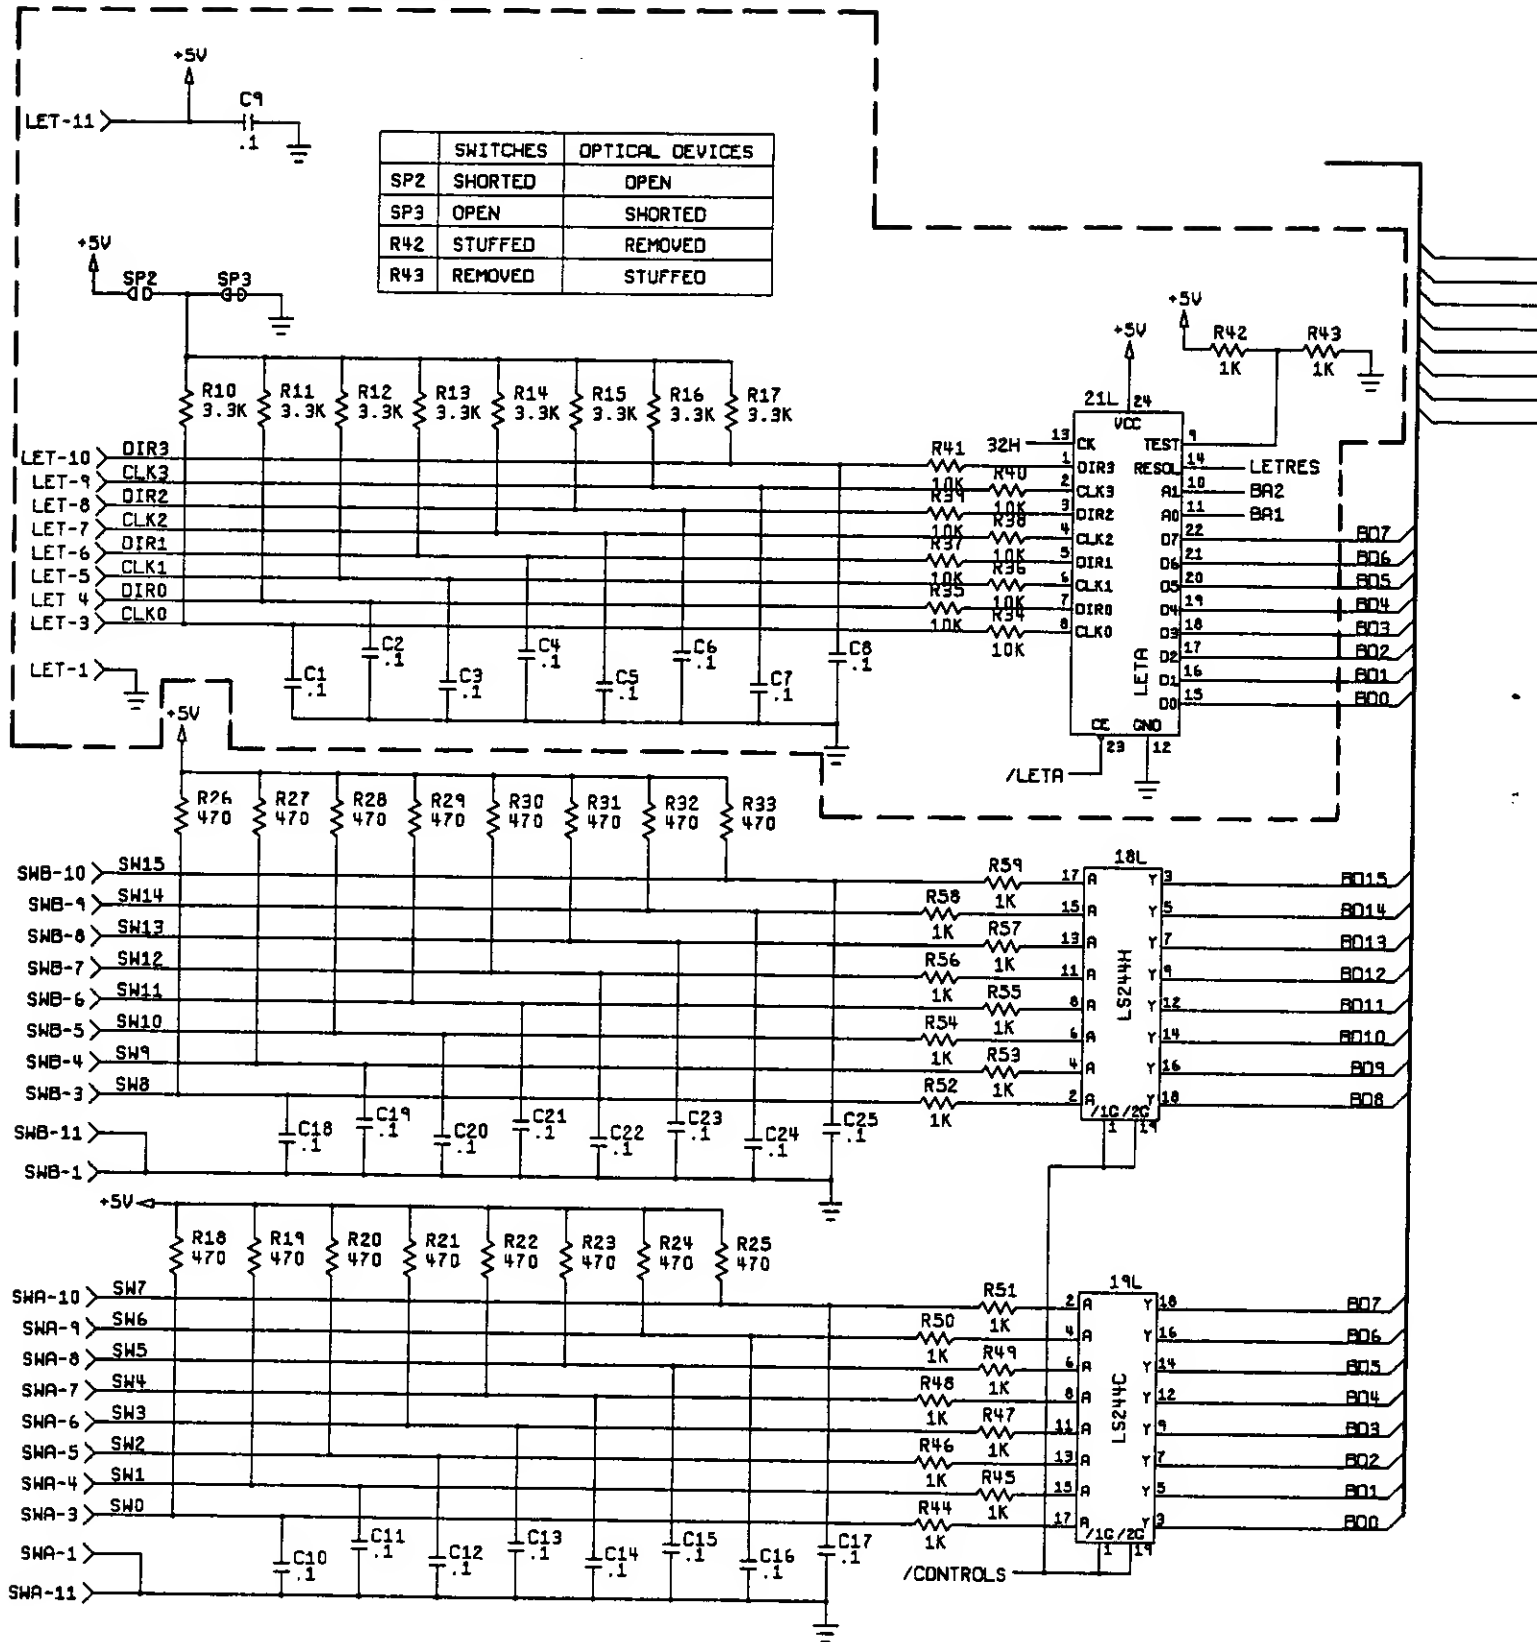 +5V
LET-11
C9
.1
SWITCHES OPTICAL DEVICES
SP2 SHORTED OPEN
SP3 OPEN SHORTED
R42 STUFFED REMOVED
R43 REMOVED STUFFED
+5V
SP2 SP3
R10 3.3K
R11 3.3K
R12 3.3K
R13 3.3K
R14 3.3K
R15 3.3K
R16 3.3K
R17 3.3K
+5V
+5V
R42 1K
R43 1K
LET-10 DIR3
LET-9 CLK3
LET-8 DIR2
LET-7 CLK2
LET-6 DIR1
LET-5 CLK1
LET 4 DIR0
LET-3 CLK0
LET-1
R41 10K
R40 10K
R39 10K
R38 10K
R37 10K
R36 10K
R35 10K
R34 10K
C1 .1
C2 .1
C3 .1
C4 .1
C5 .1
C6 .1
C7 .1
C8 .1
21L
24 VCC
32H 13 CK
1 DIR3
2 CLK3
3 DIR2
4 CLK2
5 DIR1
6 CLK1
7 DIR0
8 CLK0
LETA
TEST 9
RESOL 14 LETRES
A1 10 BA2
A0 11 BA1
D7 22 BD7
D6 21 BD6
D5 20 BD5
D4 19 BD4
D3 18 BD3
D2 17 BD2
D1 16 BD1
D0 15 BD0
CE GND
23 12
/LETA
+5V
R26 470
R27 470
R28 470
R29 470
R30 470
R31 470
R32 470
R33 470
SWB-10 SW15
SWB-9 SW14
SWB-8 SW13
SWB-7 SW12
SWB-6 SW11
SWB-5 SW10
SWB-4 SW9
SWB-3 SW8
SWB-11
SWB-1
C18 .1
C19 .1
C20 .1
C21 .1
C22 .1
C23 .1
C24 .1
C25 .1
R59 1K
R58 1K
R57 1K
R56 1K
R55 1K
R54 1K
R53 1K
R52 1K
18L
LS244H
17 A Y 3 BD15
15 A Y 5 BD14
13 A Y 7 BD13
11 A Y 9 BD12
8 A Y 12 BD11
6 A Y 14 BD10
4 A Y 16 BD9
2 A Y 18 BD8
/1G /2G
1 19
+5V
R18 470
R19 470
R20 470
R21 470
R22 470
R23 470
R24 470
R25 470
SWA-10 SW7
SWA-9 SW6
SWA-8 SW5
SWA-7 SW4
SWA-6 SW3
SWA-5 SW2
SWA-4 SW1
SWA-3 SW0
SWA-1
SWA-11
C10 .1
C11 .1
C12 .1
C13 .1
C14 .1
C15 .1
C16 .1
C17 .1
R51 1K
R50 1K
R49 1K
R48 1K
R47 1K
R46 1K
R45 1K
R44 1K
19L
LS244C
2 A Y 18 BD7
4 A Y 16 BD6
6 A Y 14 BD5
8 A Y 12 BD4
11 A Y 9 BD3
13 A Y 7 BD2
15 A Y 5 BD1
17 A Y 3 BD0
/1G /2G
1 19
/CONTROLS